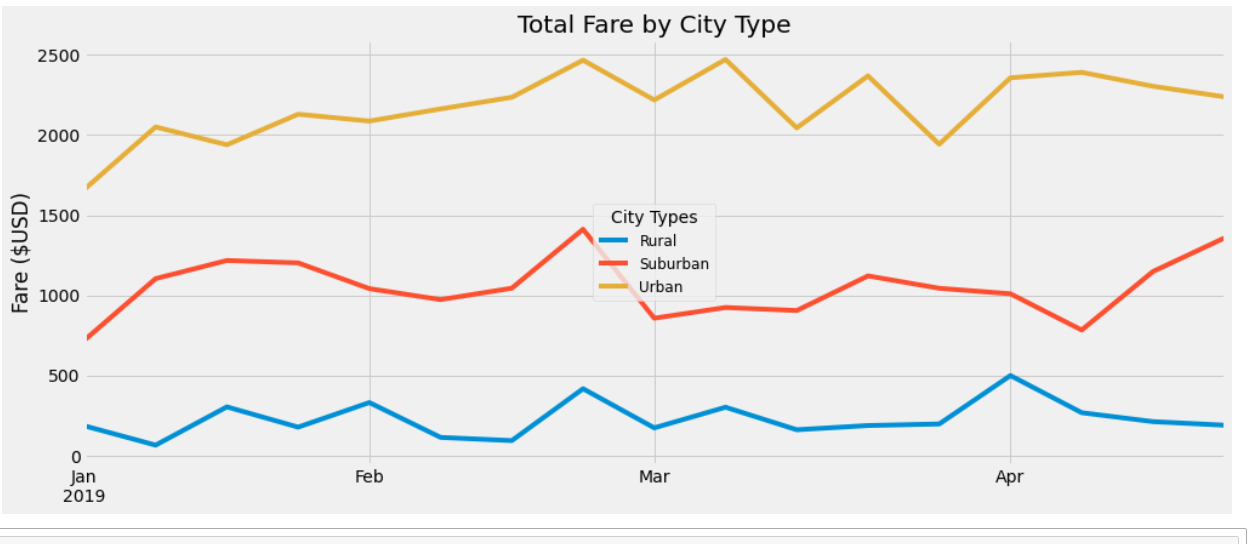 Total Fare by City Type
2500
2000
1500
1000
500
0
Fare ($USD)
City Types
Rural
Suburban
Urban
Jan Feb Mar Apr
2019